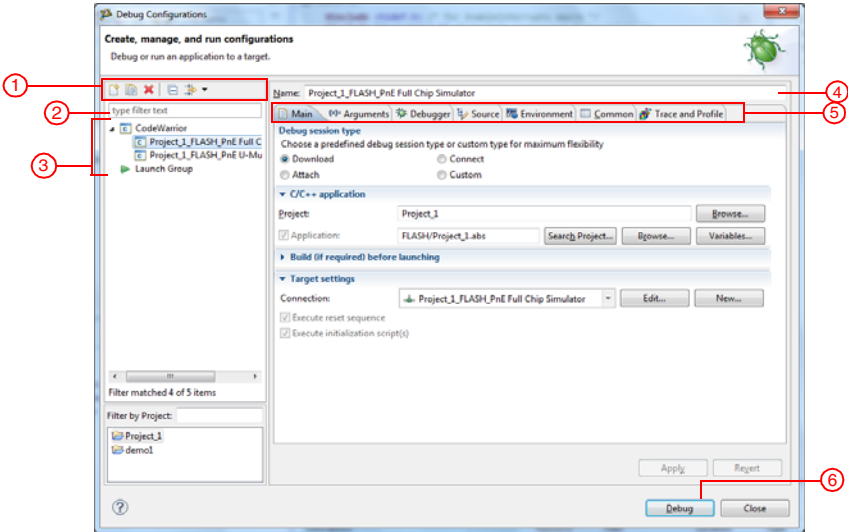 Debug Configurations
Create, manage, and run configurations
Debug or run an application to a target.
1
2
3
4
5
6
type filter text
CodeWarrior
Project_1_FLASH_PnE Full C
Project_1_FLASH_PnE U-Mu
Launch Group
Filter matched 4 of 5 items
Filter by Project:
Project_1
demo1
Name: Project_1_FLASH_PnE Full Chip Simulator
Main Arguments Debugger Source Environment Common Trace and Profile
Debug session type
Choose a predefined debug session type or custom type for maximum flexibility
Download Connect
Attach Custom
C/C++ application
Project: Project_1 Browse...
Application: FLASH/Project_1.abs Search Project... Browse... Variables...
Build (if required) before launching
Target settings
Connection: Project_1_FLASH_PnE Full Chip Simulator Edit... New...
Execute reset sequence
Execute initialization script(s)
Apply Revert
? Debug Close